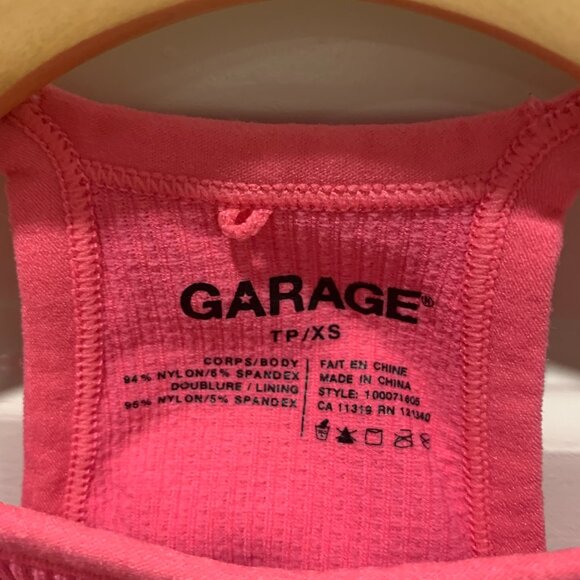 GARAGE®
TP/XS
CORPS/BODY
94% NYLON/6% SPANDEX
DOUBLURE / LINING
95% NYLON/5% SPANDEX
FAIT EN CHINE
MADE IN CHINA
STYLE: 100071605
CA 11319 RN 121340